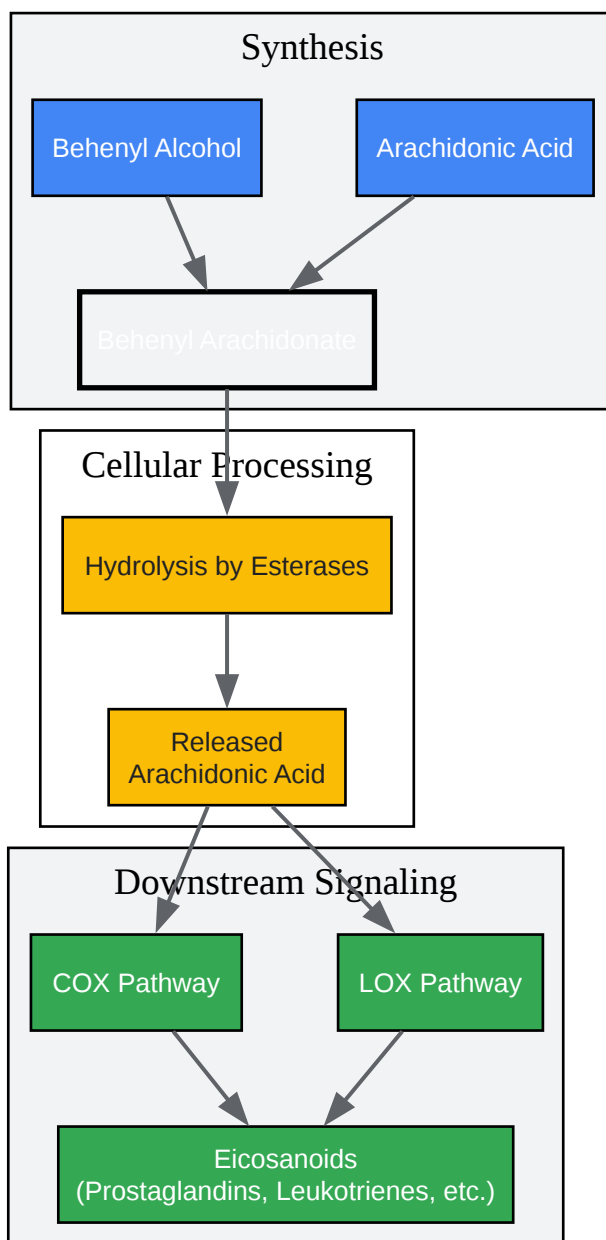 Synthesis
Behenyl Alcohol
Arachidonic Acid
Behenyl Arachidonate
Cellular Processing
Hydrolysis by Esterases
Released
Arachidonic Acid
Downstream Signaling
COX Pathway
LOX Pathway
Eicosanoids
(Prostaglandins, Leukotrienes, etc.)